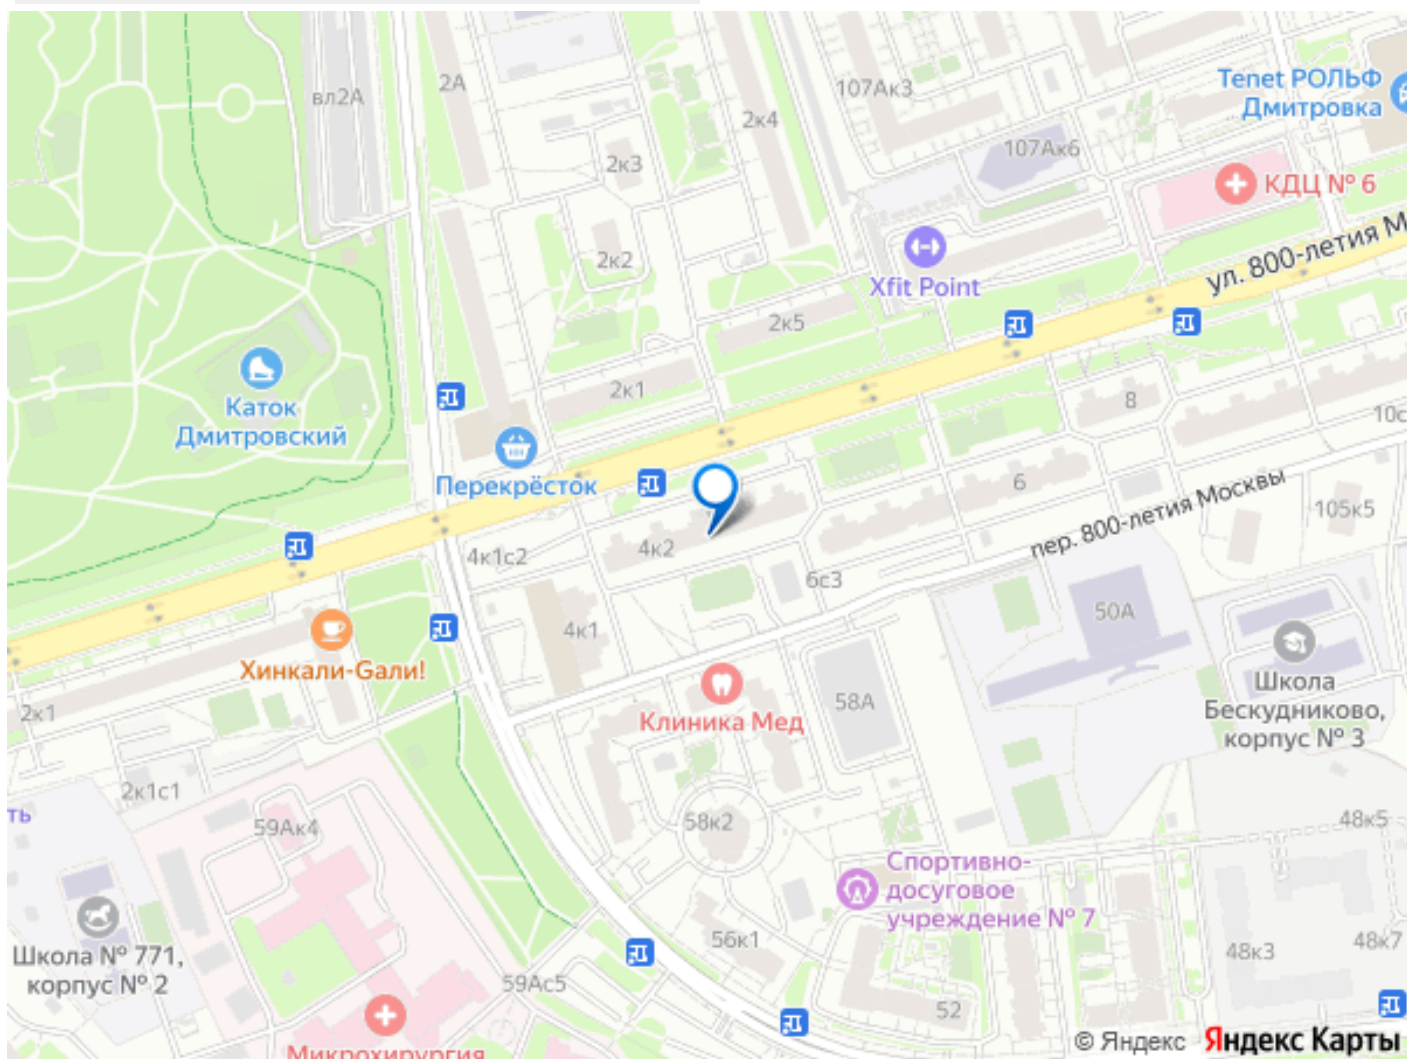 вл2А
2А
2к4
2к3
2к2
107Ак3
107Ак6
Tenet РОЛЬФ
Дмитровка
КДЦ № 6
ул. 800-летия М
Xfit Point
2к5
2к1
Каток
Дмитровский
Перекрёсток
8
10с
6
4к2
4к1с2
пер. 800-летия Москвы
105к5
6с3
4к1
50А
Хинкали-Gали!
Школа
Бескудниково,
корпус № 3
2к1
Клиника Мед
58А
2к1с1
ть
59Ак4
58к2
48к5
Спортивно-
досуговое
учреждение № 7
Школа № 771,
корпус № 2
56к1
48к3
48к7
59Ас5
52
Микрохирургия
© Яндекс Яндекс Карты